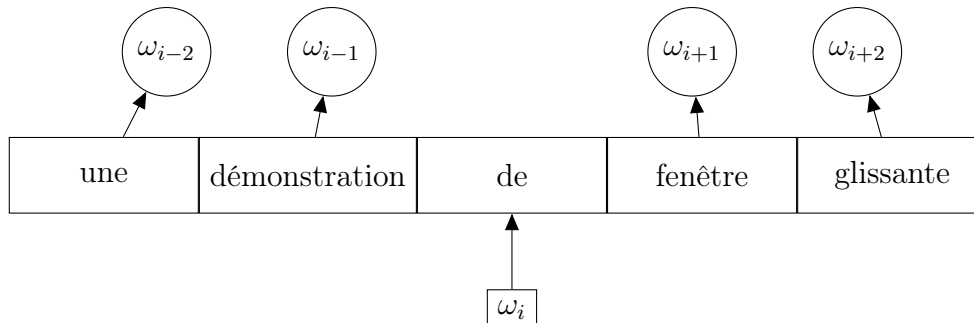 ω_{i−2} ω_{i−1} ω_{i+1} ω_{i+2}
une démonstration de fenêtre glissante
ω_i